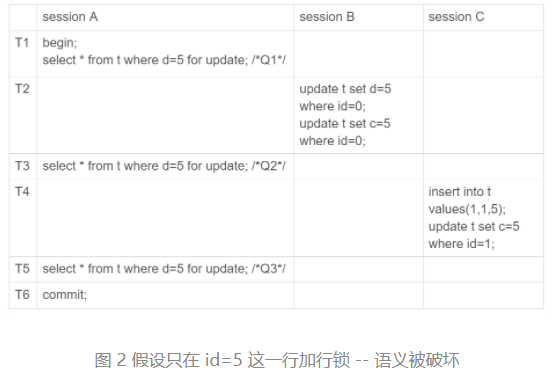 session A session B session C
T1 begin;
select * from t where d=5 for update; /*Q1*/
T2 update t set d=5
where id=0;
update t set c=5
where id=0;
T3 select * from t where d=5 for update; /*Q2*/
T4 insert into t
values(1,1,5);
update t set c=5
where id=1;
T5 select * from t where d=5 for update; /*Q3*/
T6 commit;
图 2 假设只在 id=5 这一行加行锁 -- 语义被破坏